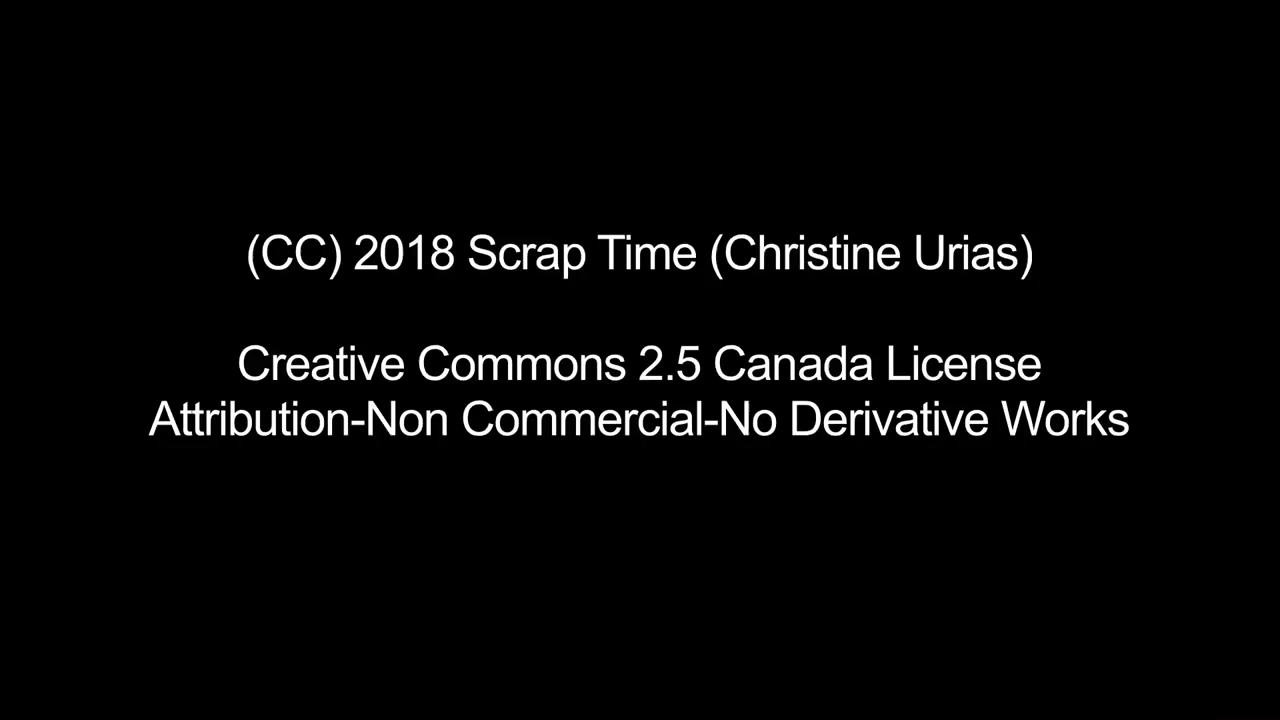 (CC) 2018 Scrap Time (Christine Urias)
Creative Commons 2.5 Canada License
Attribution-Non Commercial-No Derivative Works